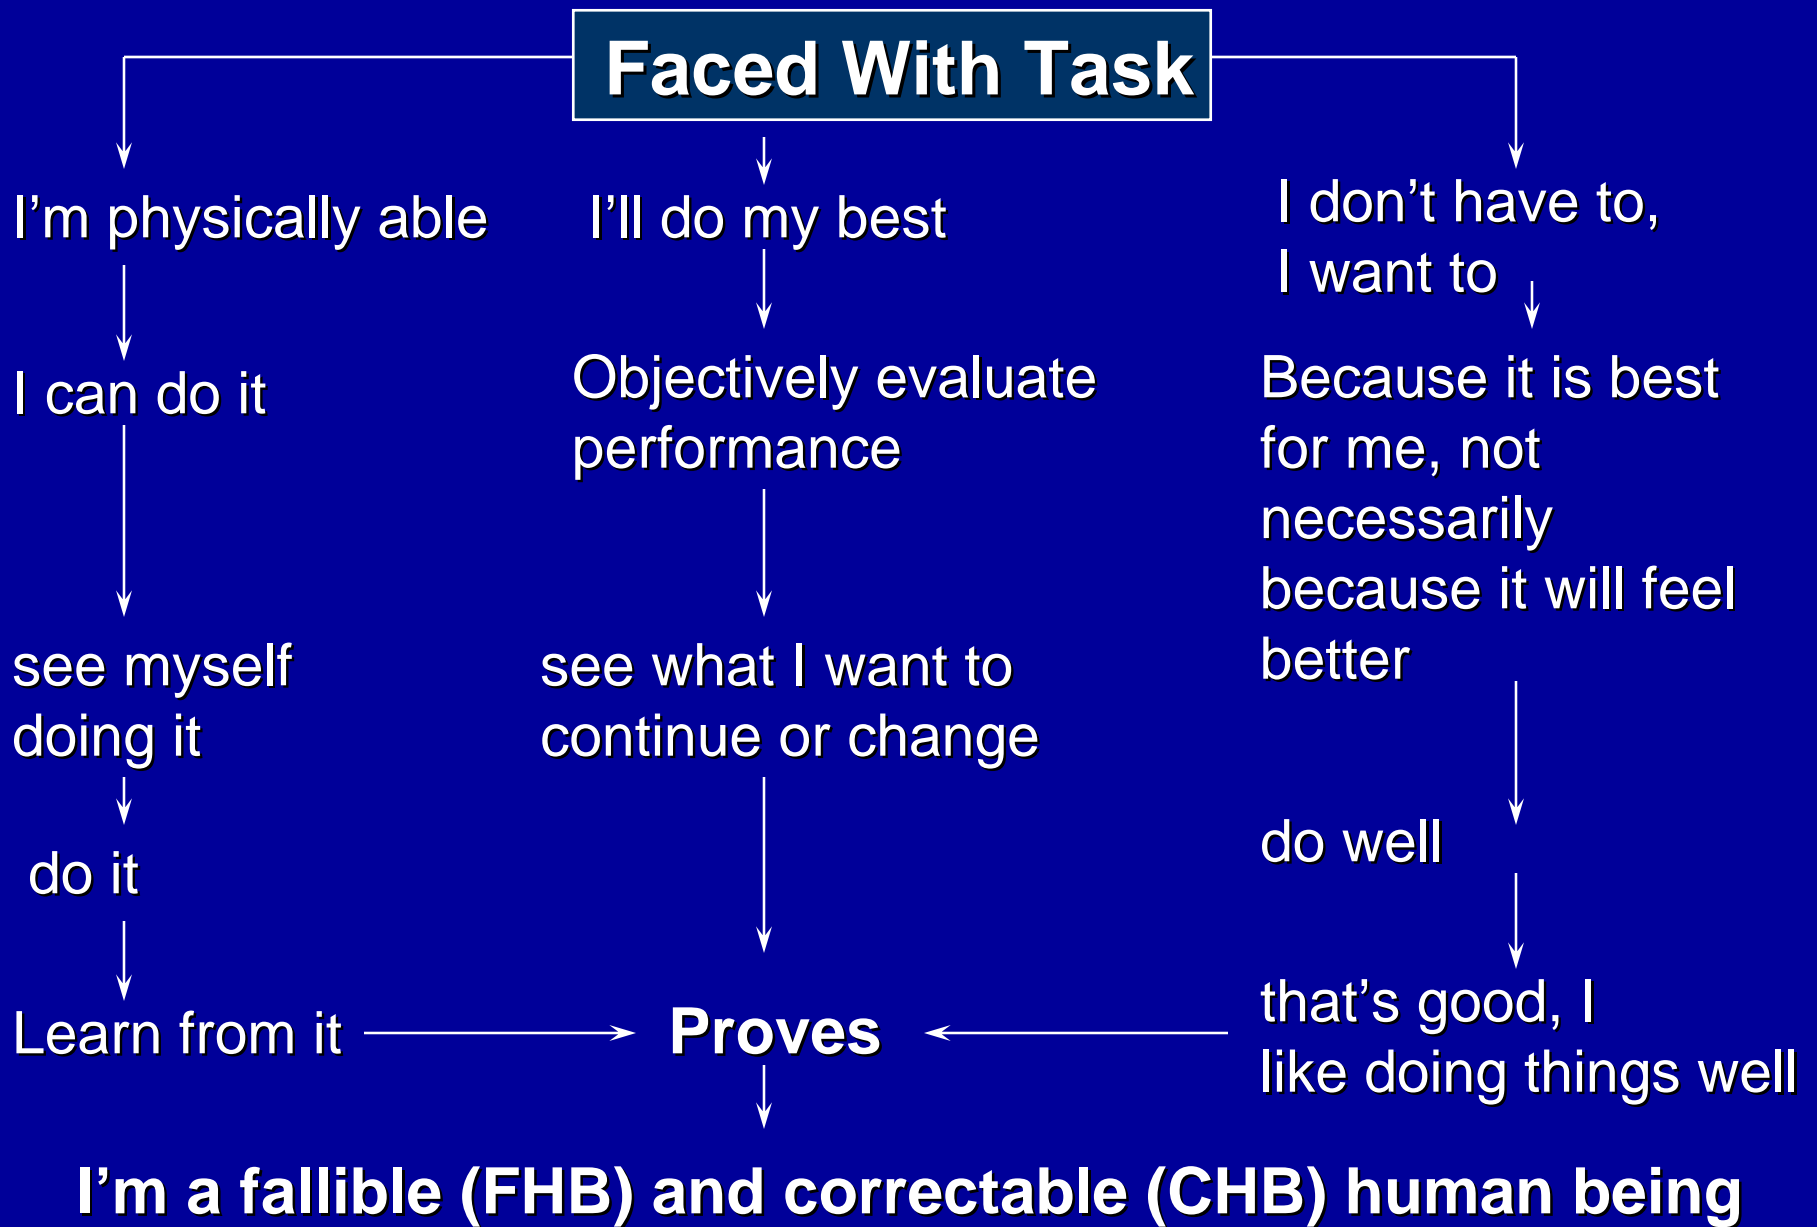 Faced With Task
I’m physically able
I can do it
see myself
doing it
do it
Learn from it
I’ll do my best
Objectively evaluate
performance
see what I want to
continue or change
I don’t have to,
I want to
Because it is best
for me, not
necessarily
because it will feel
better
do well
that’s good, I
like doing things well
Proves
I’m a fallible (FHB) and correctable (CHB) human being